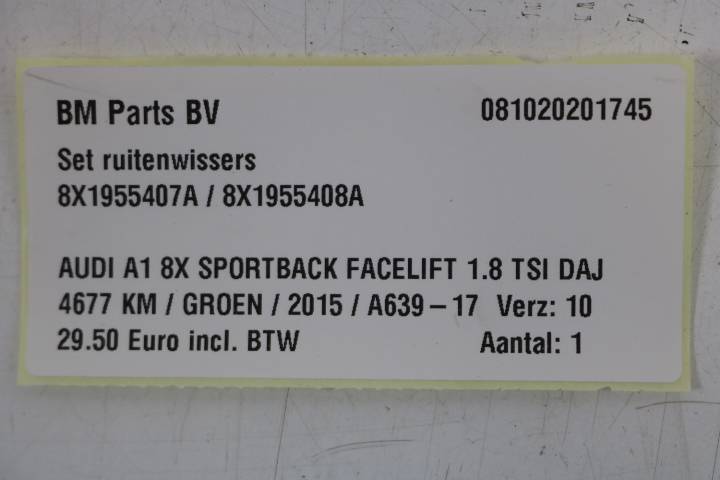 BM Parts BV 081020201745
Set ruitenwissers
8X1955407A / 8X1955408A
AUDI A1 8X SPORTBACK FACELIFT 1.8 TSI DAJ
4677 KM / GROEN / 2015 / A639 – 17 Verz: 10
29.50 Euro incl. BTW Aantal: 1